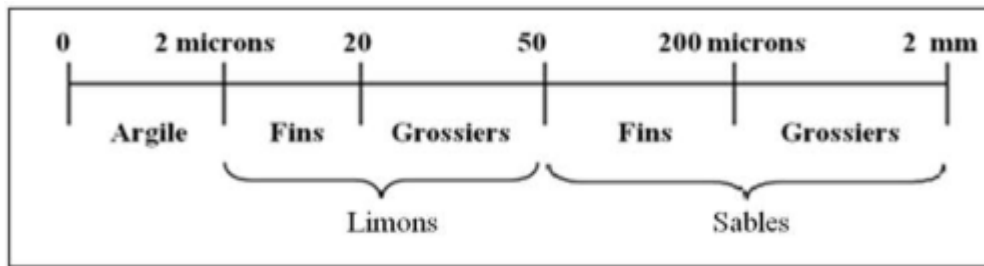 0 2 microns 20 50 200 microns 2 mm
Argile Fins Grossiers Fins Grossiers
Limons Sables